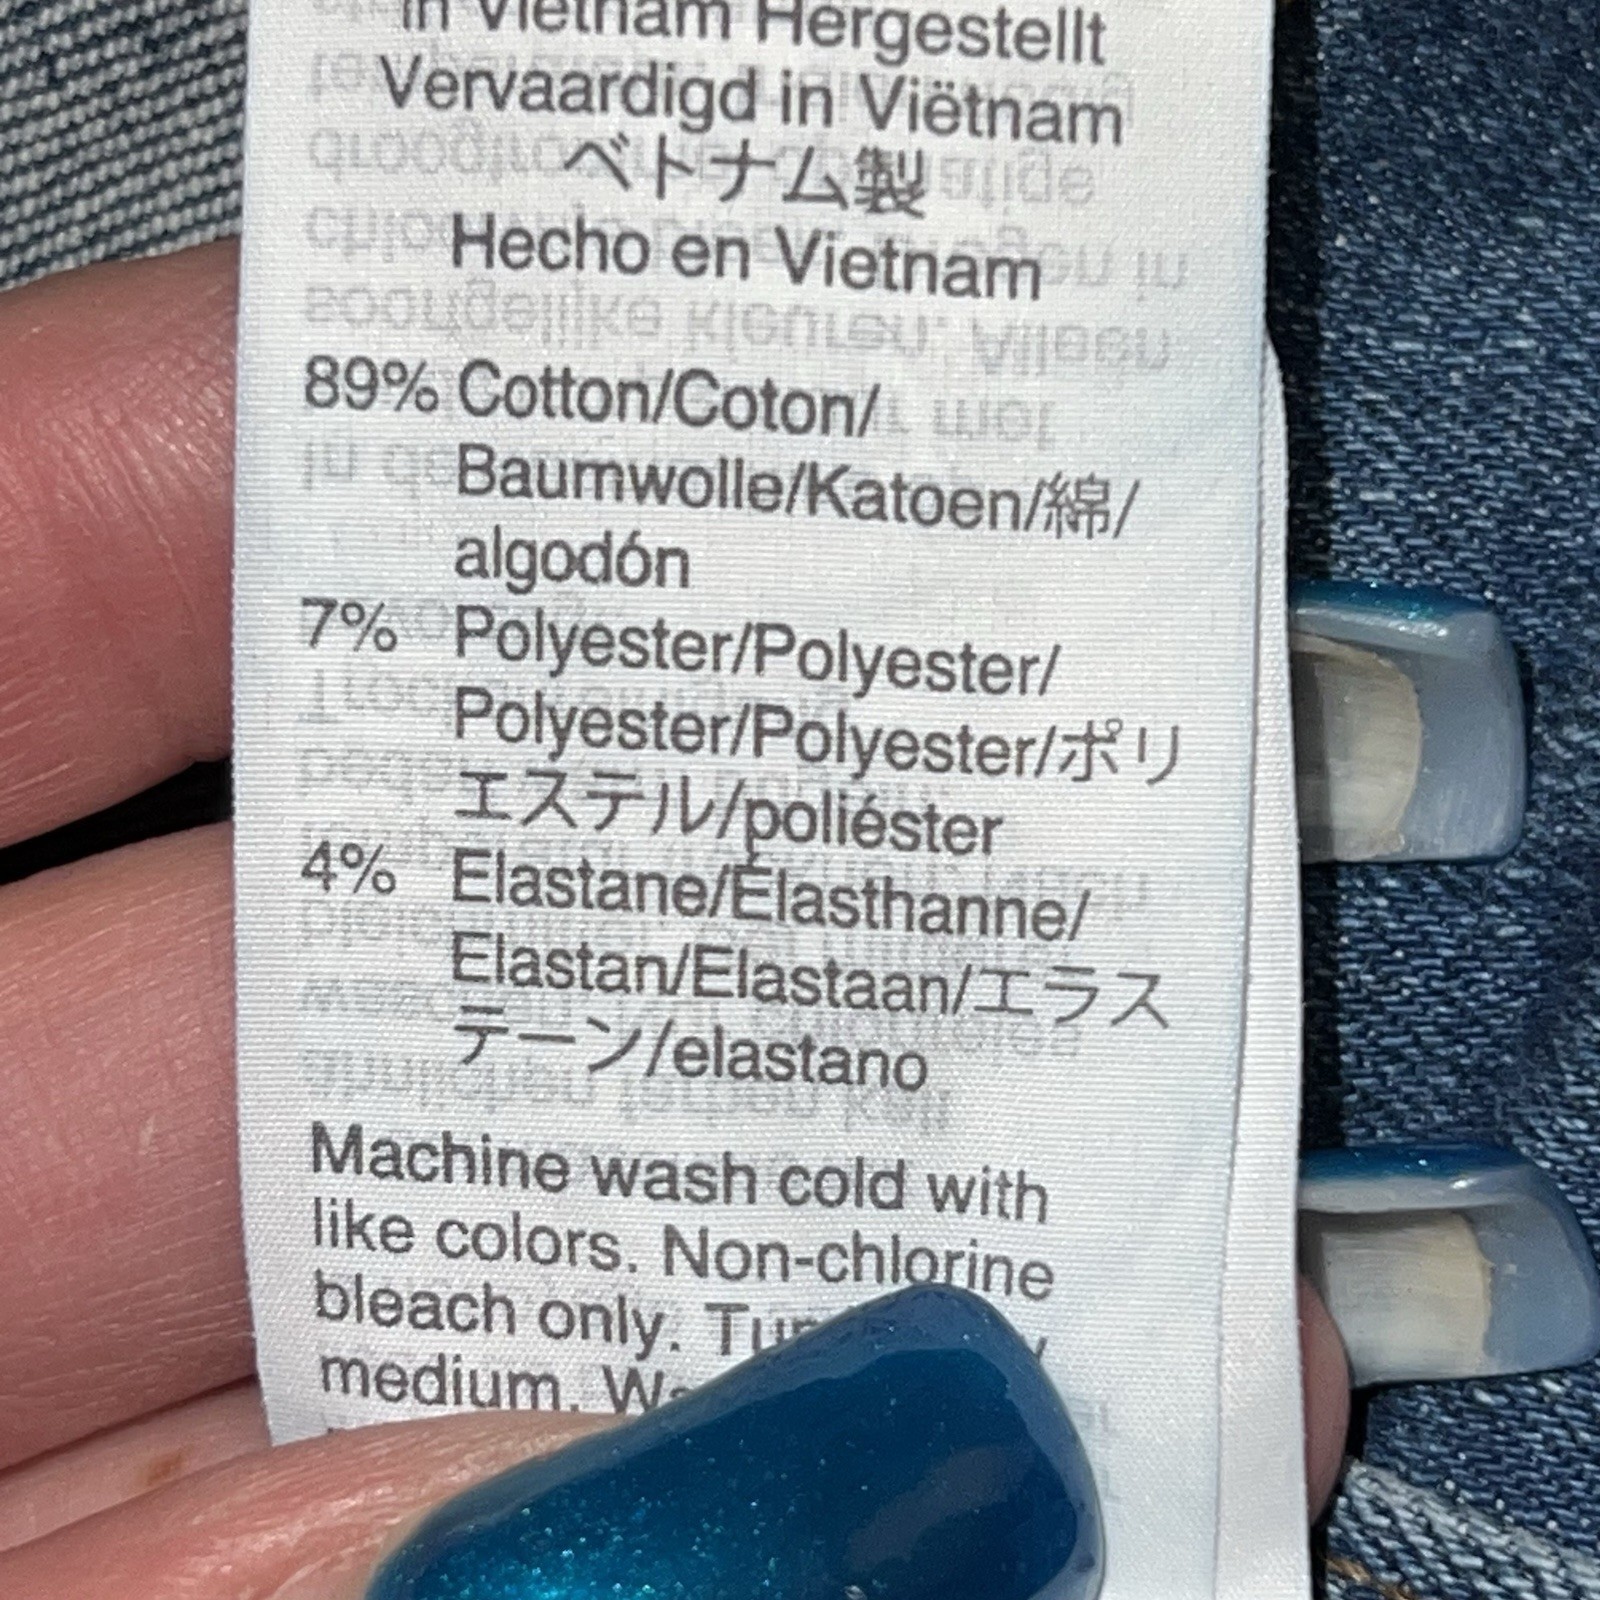 in Vietnam Hergestellt
Vervaardigd in Viëtnam
ベトナム製
Hecho en Vietnam
89% Cotton/Coton/
Baumwolle/Katoen/綿/
algodón
7% Polyester/Polyester/
Polyester/Polyester/ポリ
エステル/poliéster
4% Elastane/Élasthanne/
Elastan/Elastaan/エラス
テーン/elastano
Machine wash cold with
like colors. Non-chlorine
bleach only.
medium.